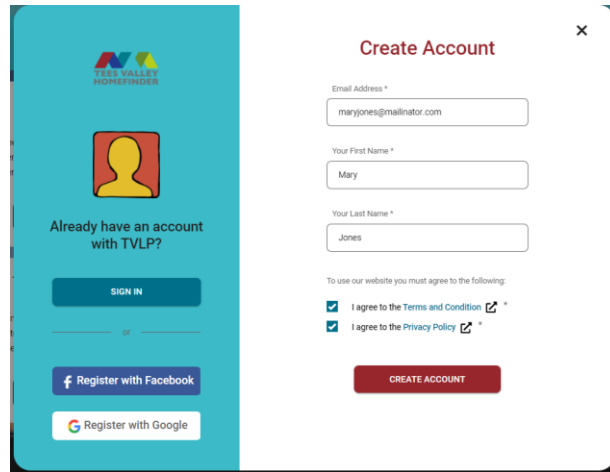 TEES VALLEY
HOMEFINDER
Already have an account
with TVLP?
SIGN IN
or
Register with Facebook
Register with Google
Create Account
Email Address *
maryjones@mailinator.com
Your First Name *
Mary
Your Last Name *
Jones
To use our website you must agree to the following:
I agree to the Terms and Condition *
I agree to the Privacy Policy *
CREATE ACCOUNT